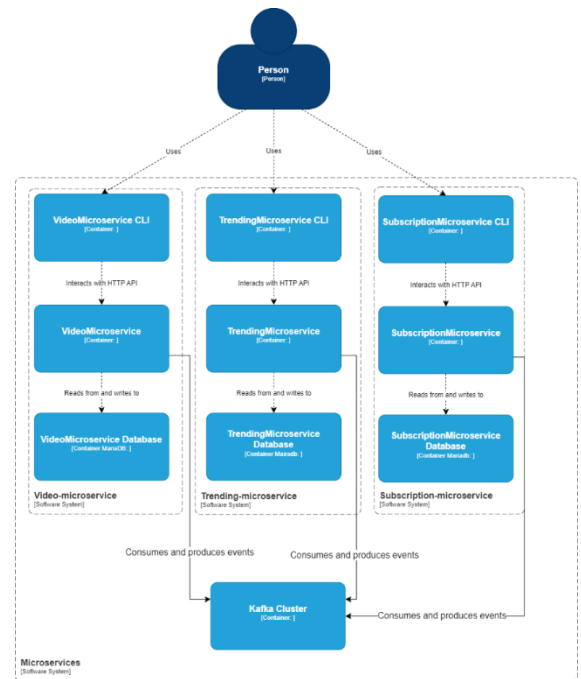 Person
[Person]
Uses
Uses
Uses
VideoMicroservice CLI
[Container: ]
TrendingMicroservice CLI
[Container: ]
SubscriptionMicroservice CLI
[Container: ]
Interacts with HTTP API
Interacts with HTTP API
Interacts with HTTP API
VideoMicroservice
[Container: ]
TrendingMicroservice
[Container: ]
SubscriptionMicroservice
[Container: ]
Reads from and writes to
Reads from and writes to
Reads from and writes to
VideoMicroservice Database
[Container MariaDB: ]
TrendingMicroservice
Database
[Container Mairadb: ]
SubscriptionMicroservice
Database
[Container Mariadb: ]
Video-microservice
[Software System]
Trending-microservice
[Software System]
Subscription-microservice
[Software System]
Consumes and produces events
Consumes and produces events
Kafka Cluster
[Container: ]
Consumes and produces events
Microservices
[Software System]